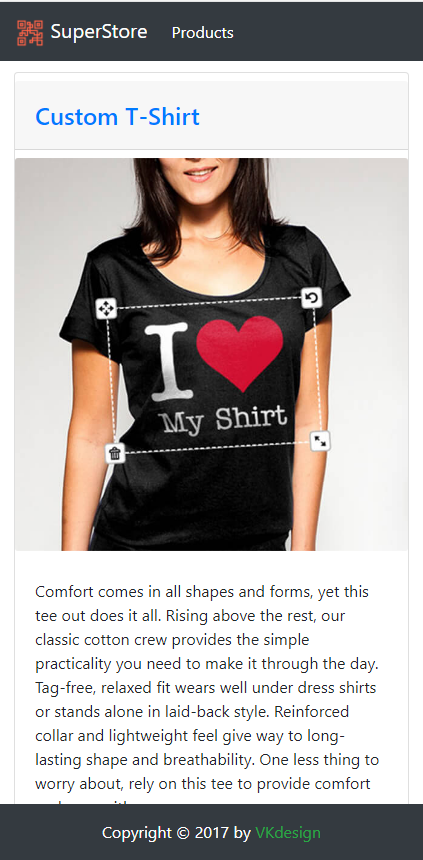 SuperStore Products
Custom T-Shirt
I
My Shirt
Comfort comes in all shapes and forms, yet this
tee out does it all. Rising above the rest, our
classic cotton crew provides the simple
practicality you need to make it through the day.
Tag-free, relaxed fit wears well under dress shirts
or stands alone in laid-back style. Reinforced
collar and lightweight feel give way to long-
lasting shape and breathability. One less thing to
worry about, rely on this tee to provide comfort
Copyright © 2017 by VKdesign